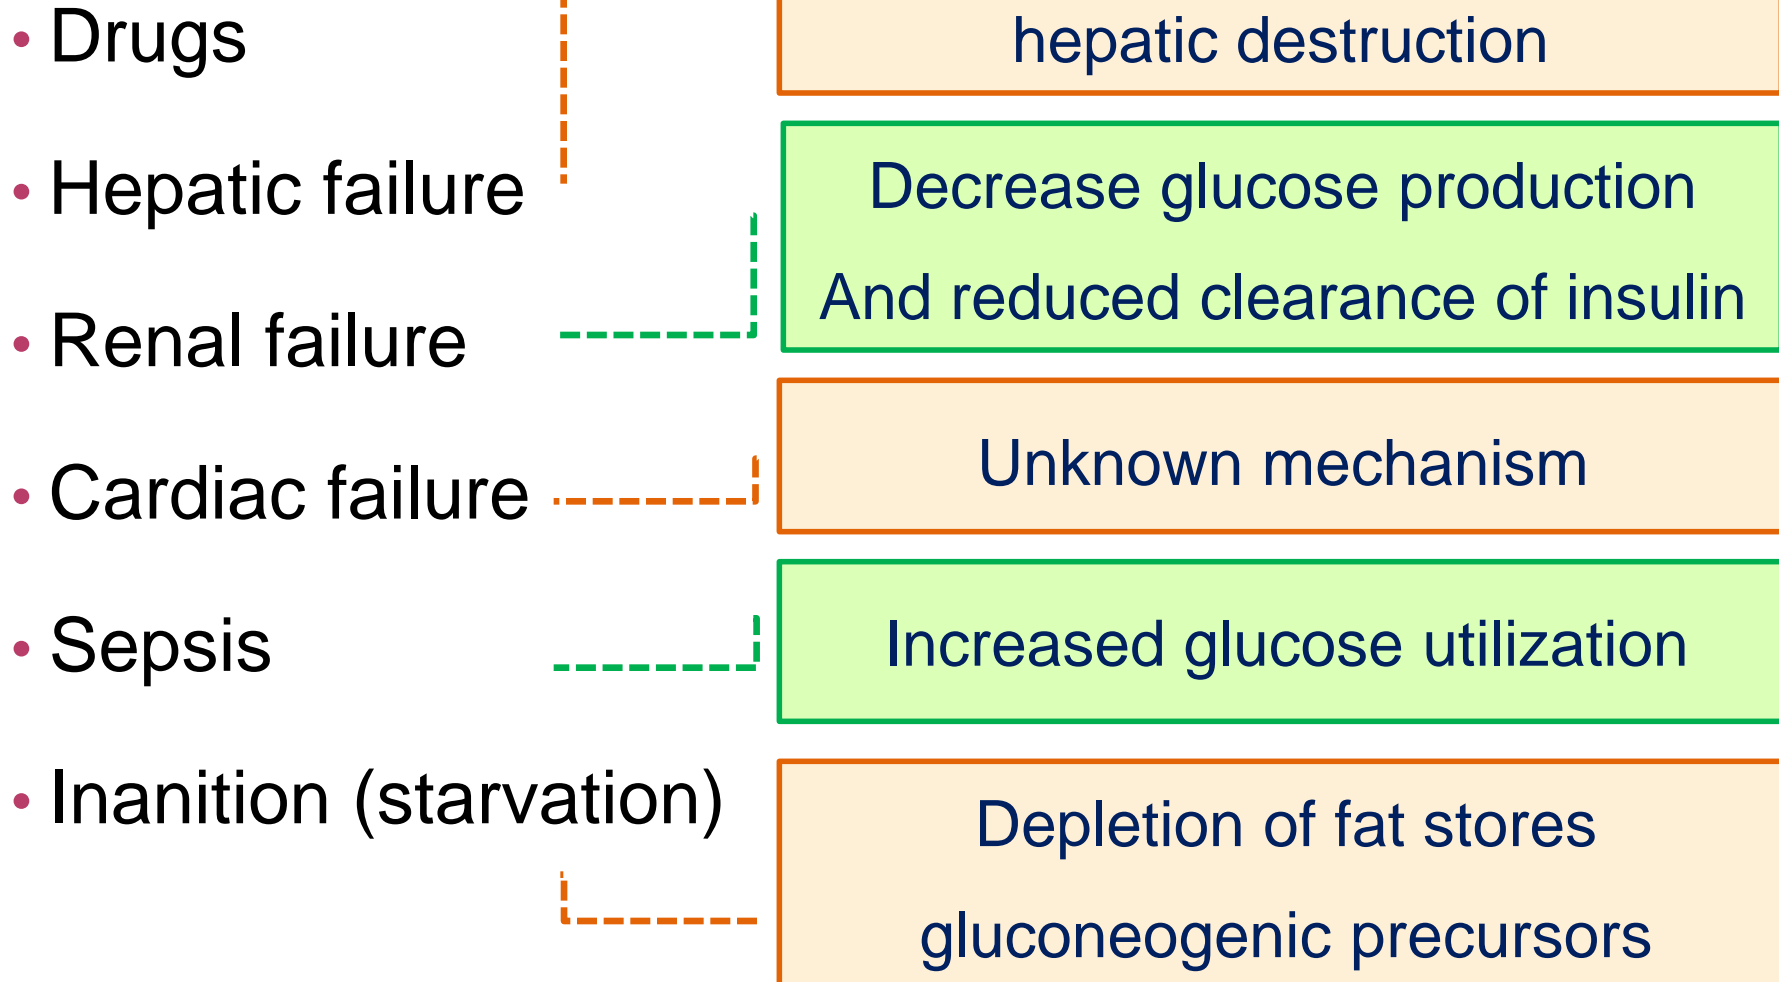 • Drugs
hepatic destruction
• Hepatic failure
Decrease glucose production
And reduced clearance of insulin
• Renal failure
• Cardiac failure
Unknown mechanism
• Sepsis
Increased glucose utilization
• Inanition (starvation)
Depletion of fat stores
gluconeogenic precursors